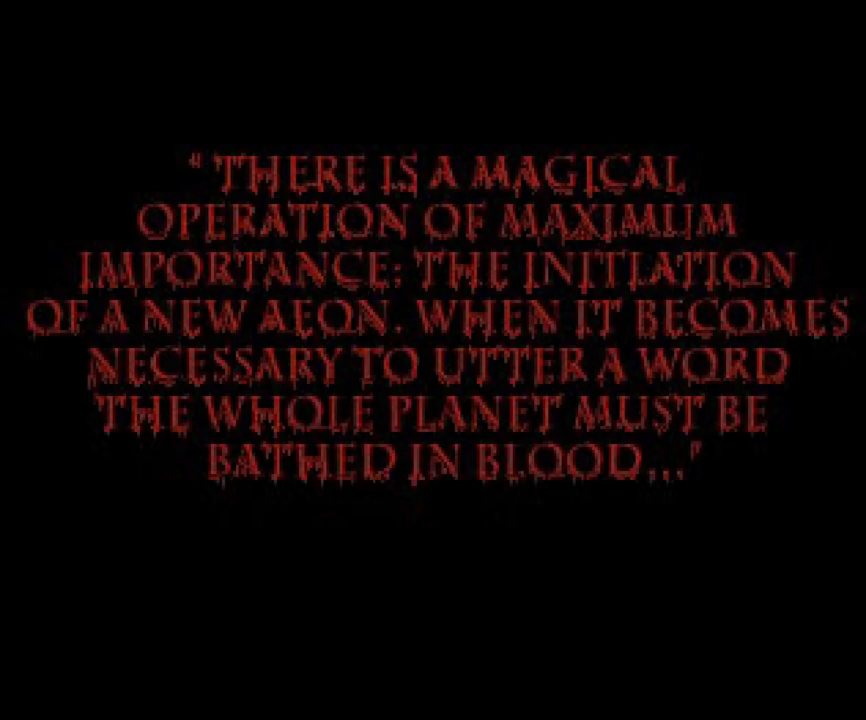 " THERE IS A MAGICAL
OPERATION OF MAXIMUM
IMPORTANCE: THE INITIATION
OF A NEW AEON. WHEN IT BECOMES
NECESSARY TO UTTER A WORD
THE WHOLE PLANET MUST BE
BATHED IN BLOOD..."